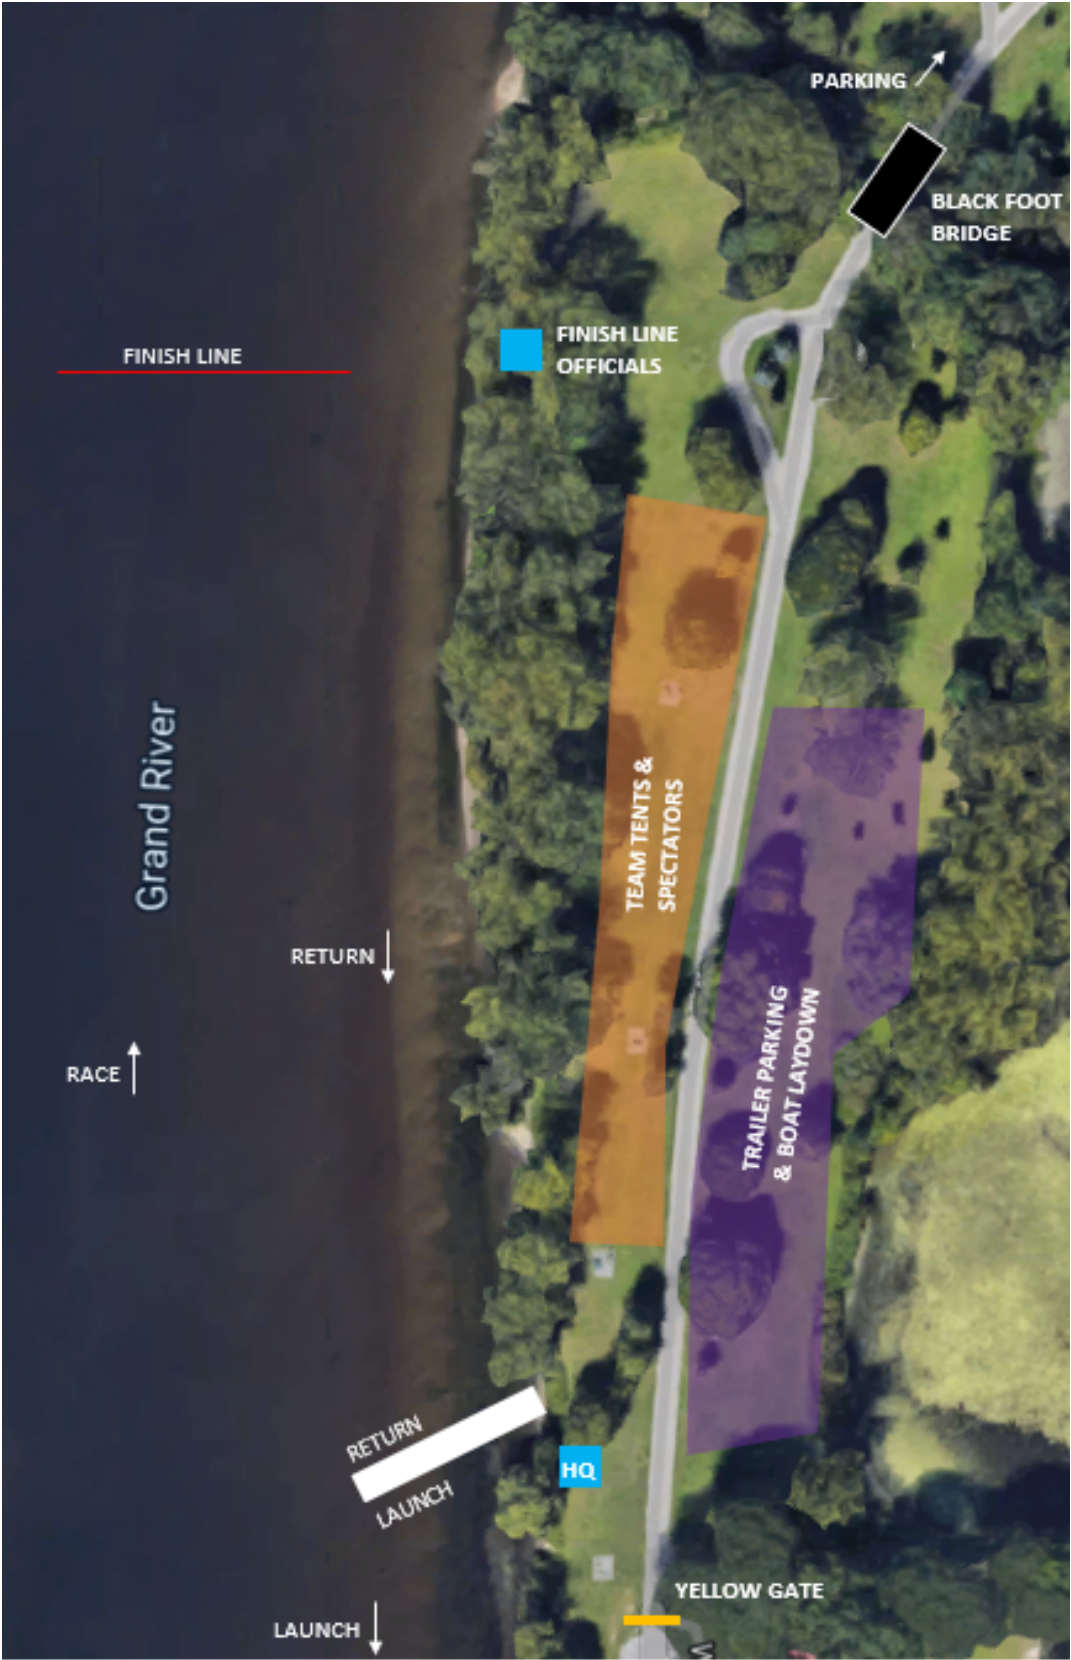 PARKING
BLACK FOOT
BRIDGE
FINISH LINE
FINISH LINE
OFFICIALS
Grand River
TEAM TENTS &
SPECTATORS
RETURN
RACE
TRAILER PARKING
& BOAT LAYDOWN
RETURN
LAUNCH
HQ
YELLOW GATE
LAUNCH
W